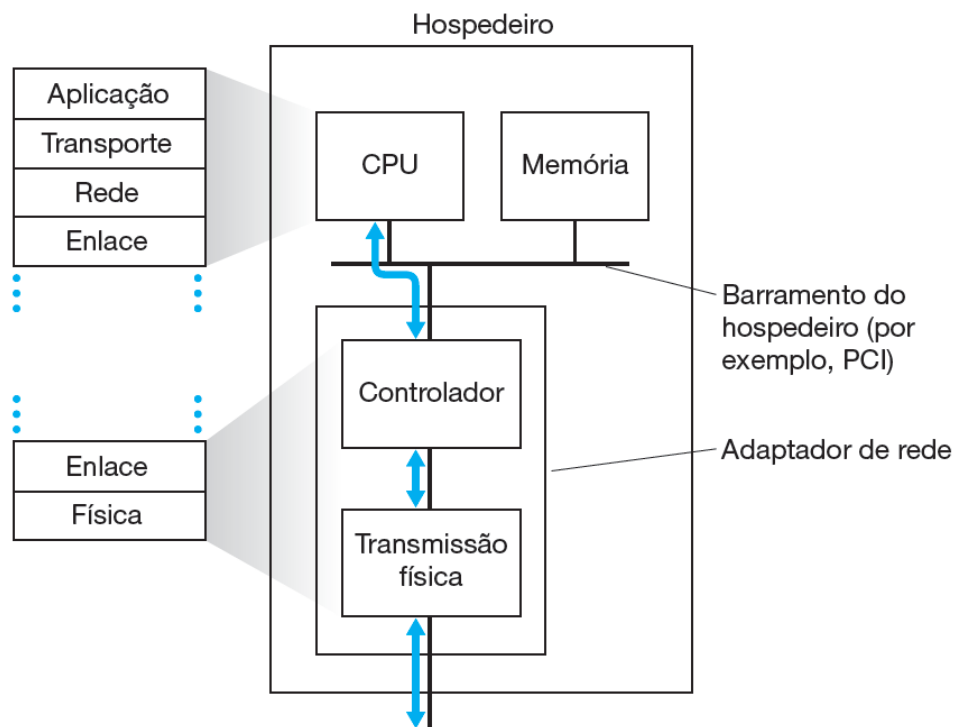 Hospedeiro
Aplicação
Transporte
Rede
Enlace
CPU
Memória
Barramento do
hospedeiro (por
exemplo, PCI)
Controlador
Adaptador de rede
Enlace
Física
Transmissão
física